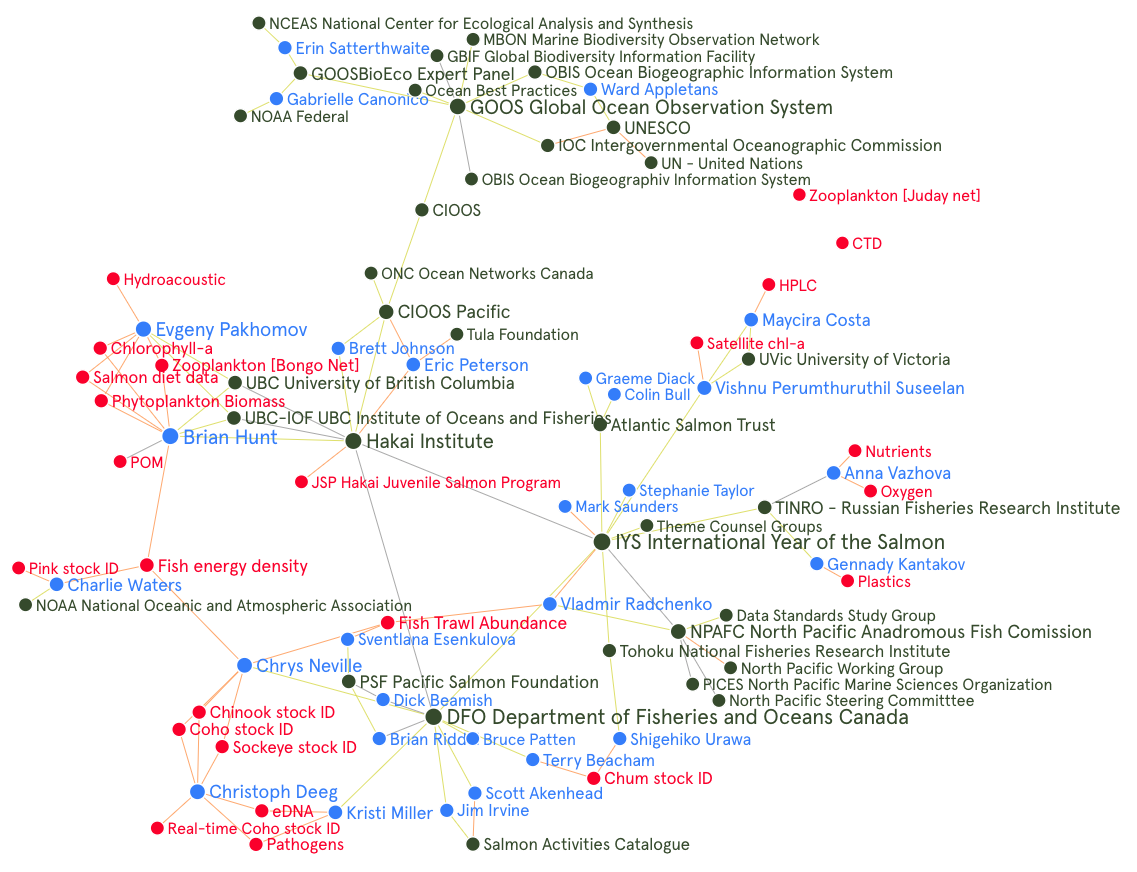 NCEAS National Center for Ecological Analysis and Synthesis
MBON Marine Biodiversity Observation Network
Erin Satterthwaite
GBIF Global Biodiversity Information Facility
GOOSBioEco Expert Panel
OBIS Ocean Biogeographic Information System
Ocean Best Practices
Ward Appletans
Gabrielle Canonico
GOOS Global Ocean Observation System
NOAA Federal
UNESCO
IOC Intergovernmental Oceanographic Commission
UN - United Nations
OBIS Ocean Biogeographiv Information System
Zooplankton [Juday net]
CIOOS
CTD
ONC Ocean Networks Canada
Hydroacoustic
HPLC
CIOOS Pacific
Maycira Costa
Evgeny Pakhomov
Tula Foundation
Satellite chl-a
Chlorophyll-a
Brett Johnson
UVic University of Victoria
Zooplankton [Bongo Net]
Eric Peterson
Salmon diet data
Graeme Diack
UBC University of British Columbia
Vishnu Perumthuruthil Suseelan
Colin Bull
Phytoplankton Biomass
UBC-IOF UBC Institute of Oceans and Fisheries
Atlantic Salmon Trust
Brian Hunt
Hakai Institute
Nutrients
POM
Anna Vazhova
JSP Hakai Juvenile Salmon Program
Stephanie Taylor
Oxygen
Mark Saunders
TINRO - Russian Fisheries Research Institute
Theme Counsel Groups
IYS International Year of the Salmon
Pink stock ID
Fish energy density
Gennady Kantakov
Charlie Waters
Plastics
NOAA National Oceanic and Atmospheric Association
Vladmir Radchenko
Data Standards Study Group
Fish Trawl Abundance
NPAFC North Pacific Anadromous Fish Comission
Sventlana Esenkulova
Tohoku National Fisheries Research Institute
Chrys Neville
North Pacific Working Group
PSF Pacific Salmon Foundation
PICES North Pacific Marine Sciences Organization
Dick Beamish
North Pacific Steering Committtee
Chinook stock ID
DFO Department of Fisheries and Oceans Canada
Coho stock ID
Brian Ridd
Bruce Patten
Shigehiko Urawa
Sockeye stock ID
Terry Beacham
Chum stock ID
Christoph Deeg
Scott Akenhead
eDNA
Kristi Miller
Jim Irvine
Real-time Coho stock ID
Pathogens
Salmon Activities Catalogue